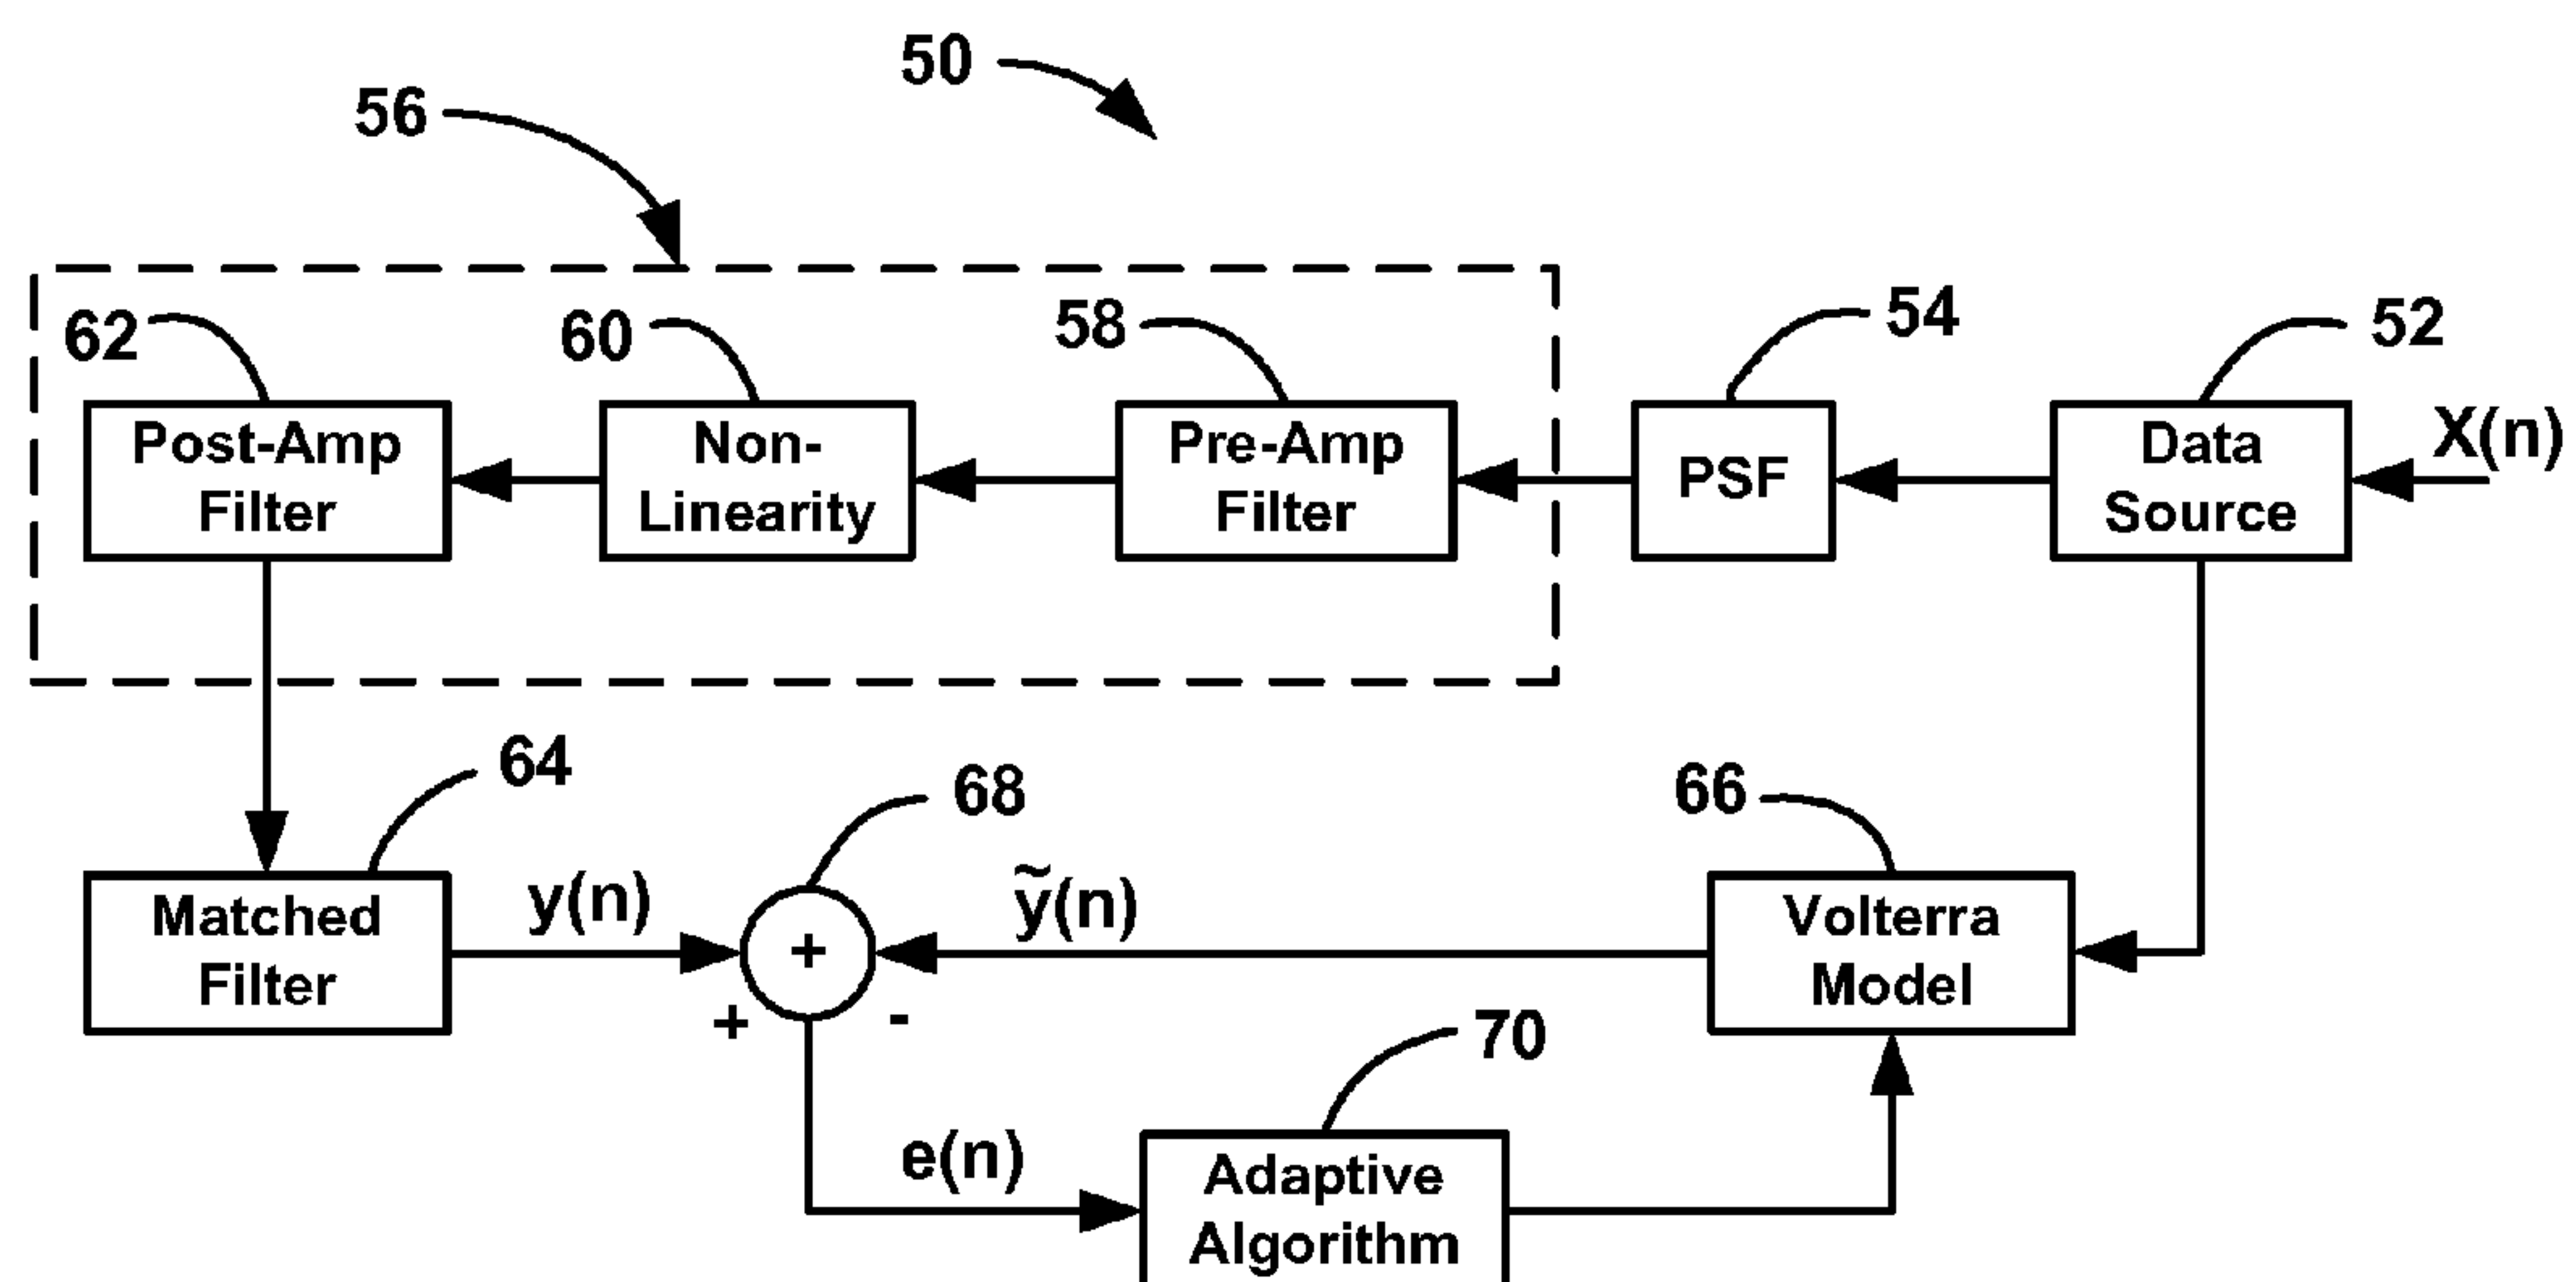 50
56
62
60
58
54
52
Post-Amp
Filter
Non-
Linearity
Pre-Amp
Filter
PSF
Data
Source
X(n)
64
68
66
Matched
Filter
y(n)
+
+
-
ỹ(n)
Volterra
Model
70
e(n)
Adaptive
Algorithm